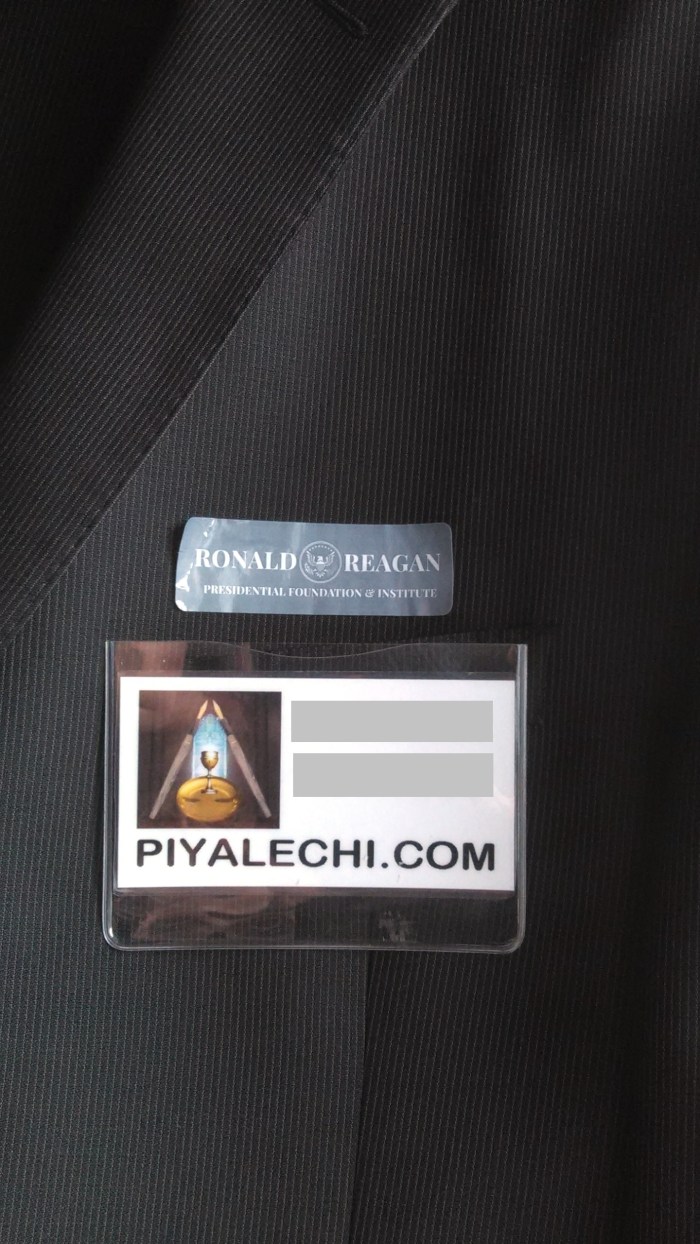 RONALD REAGAN
PRESIDENTIAL FOUNDATION & INSTITUTE
PIYALECHI.COM